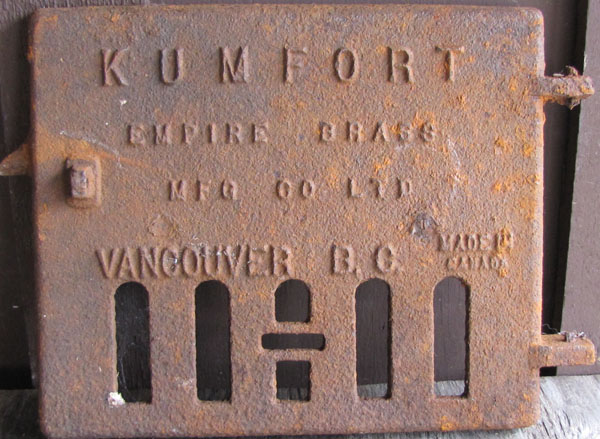 KUMFORT
EMPIRE BRASS
MFG CO LTD
VANCOUVER B.C.
MADE IN
CANADA